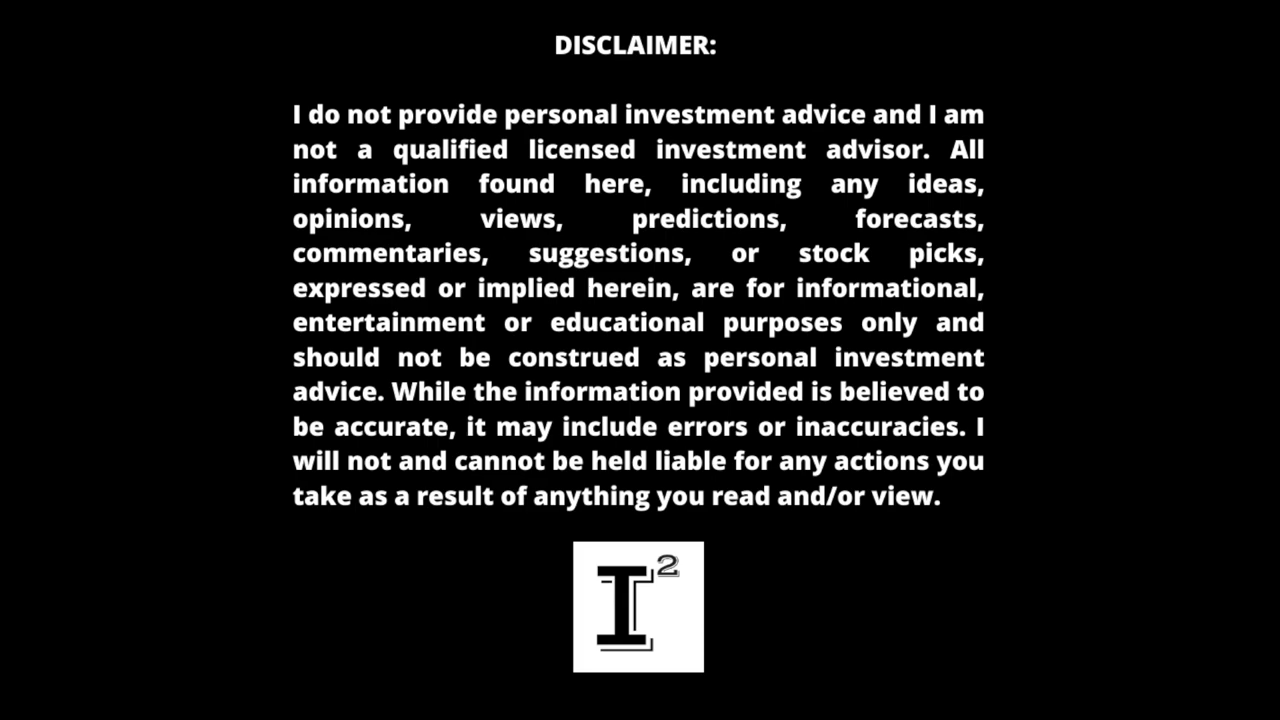 DISCLAIMER:
I do not provide personal investment advice and I am
not a qualified licensed investment advisor. All
information found here, including any ideas,
opinions, views, predictions, forecasts,
commentaries, suggestions, or stock picks,
expressed or implied herein, are for informational,
entertainment or educational purposes only and
should not be construed as personal investment
advice. While the information provided is believed to
be accurate, it may include errors or inaccuracies. I
will not and cannot be held liable for any actions you
take as a result of anything you read and/or view.
I²